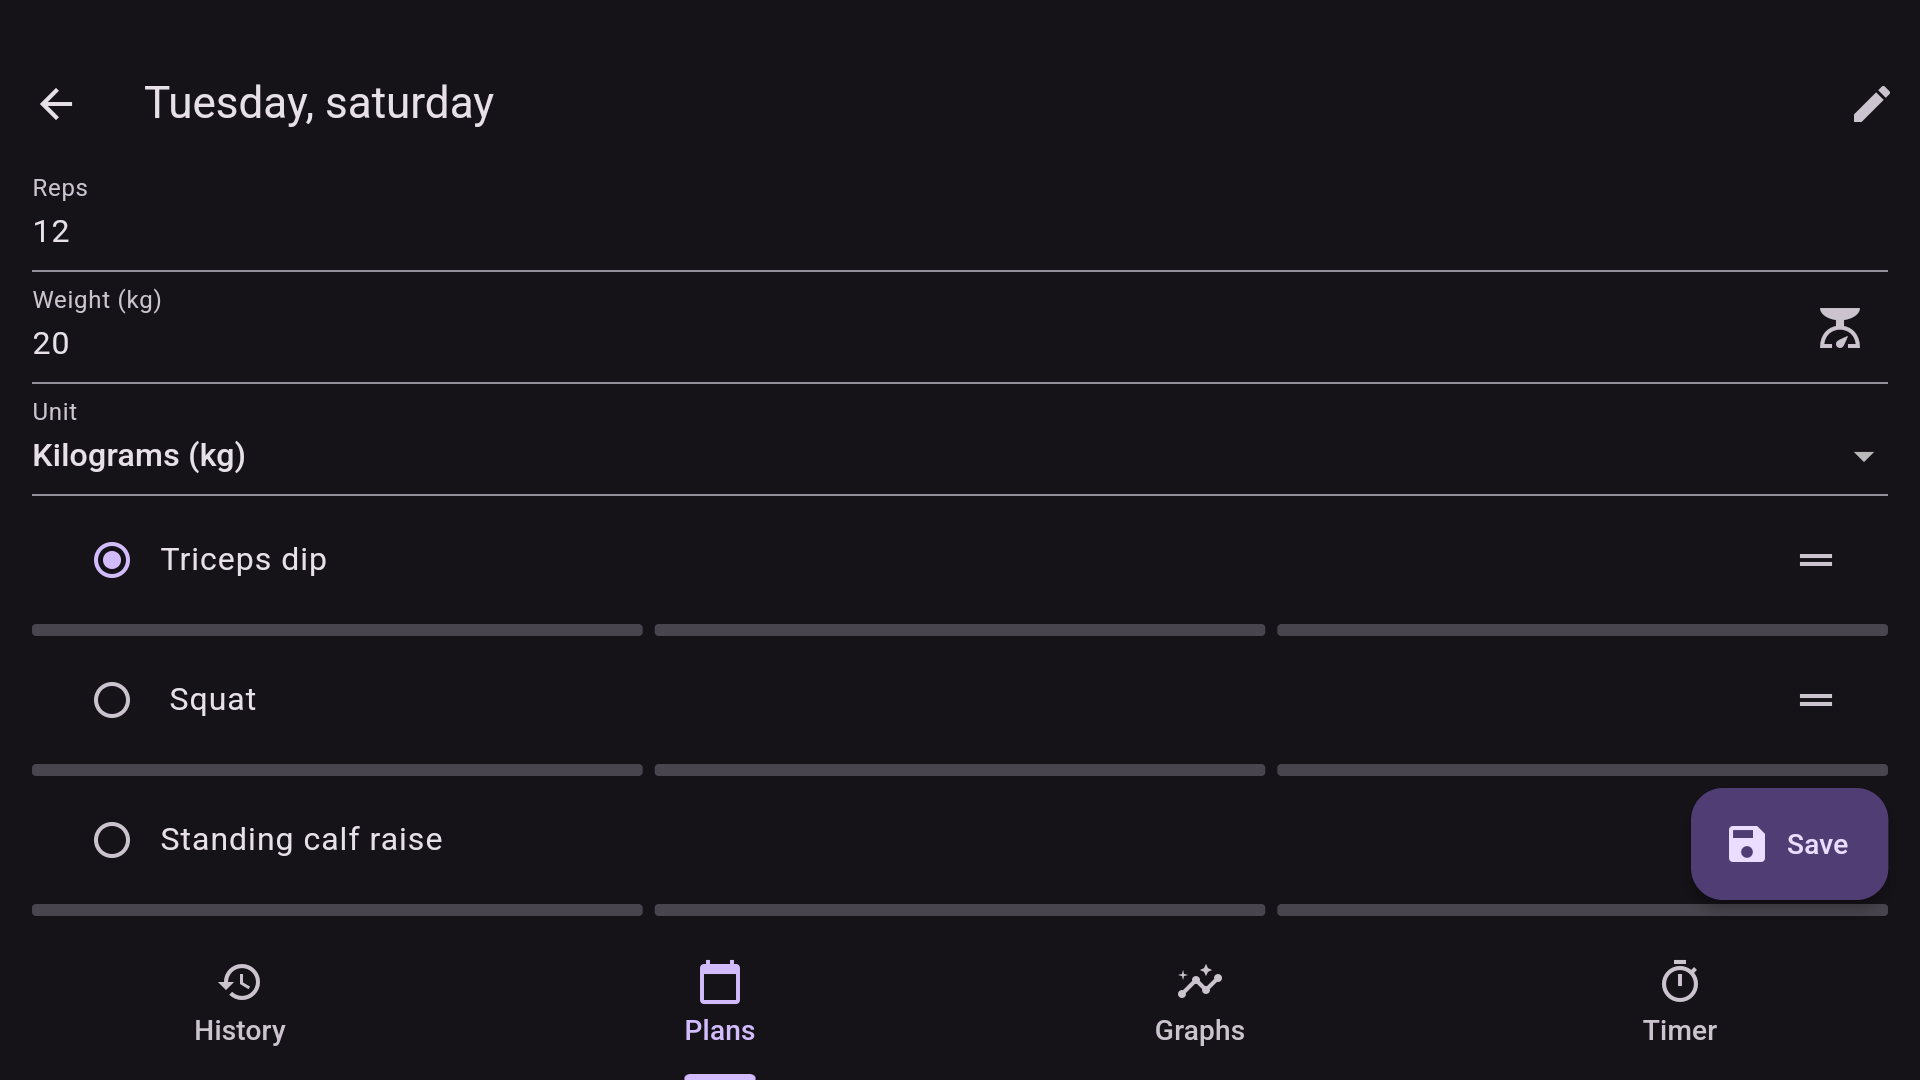 Tuesday, saturday
Reps
12
Weight (kg)
20
Unit
Kilograms (kg)
Triceps dip
Squat
Standing calf raise
Save
History
Plans
Graphs
Timer